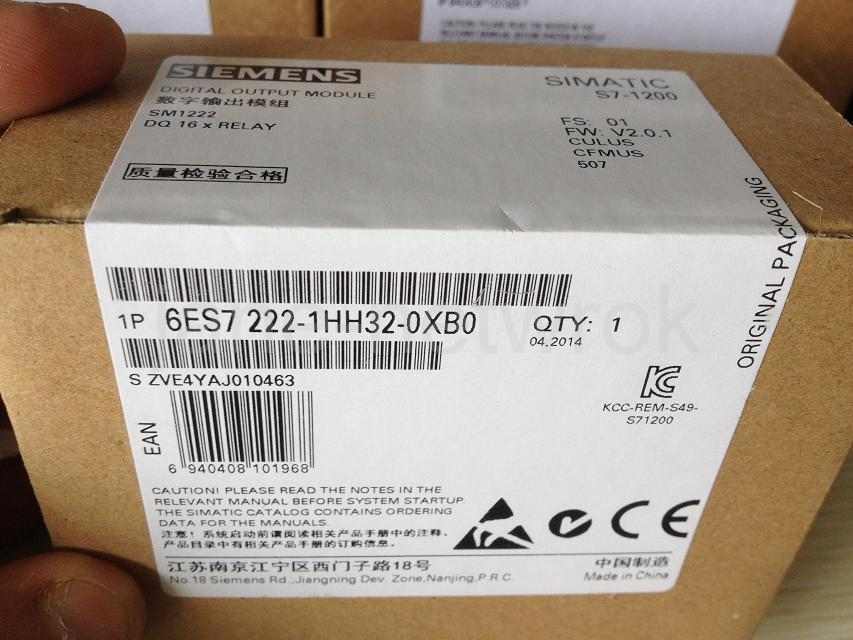 SIEMENS
DIGITAL OUTPUT MODULE
数字输出模组
SM1222
DQ 16 x RELAY
质量检验合格
SIMATIC
S7-1200
FS: 01
FW: V2.0.1
CULUS
CFMUS
507
ORIGINAL PACKAGING
1P 6ES7 222-1HH32-0XB0
QTY: 1
04.2014
S ZVE4YAJ010463
EAN
6 940408 101968
KCC-REM-S49-
S71200
CAUTION! PLEASE READ THE NOTES IN THE
RELEVANT MANUAL BEFORE SYSTEM STARTUP
THE SIMATIC CATALOG CONTAINS ORDERING
DATA FOR THE MANUALS.
注意! 系统启动前请阅读相关产品手册中的注释.
产品目录中有相关产品手册的订购信息.
CE
江苏南京江宁区西门子路18号
No.18 Siemens Rd.,Jiangning Dev. Zone,Nanjing,P.R.C.
中国制造
Made in China